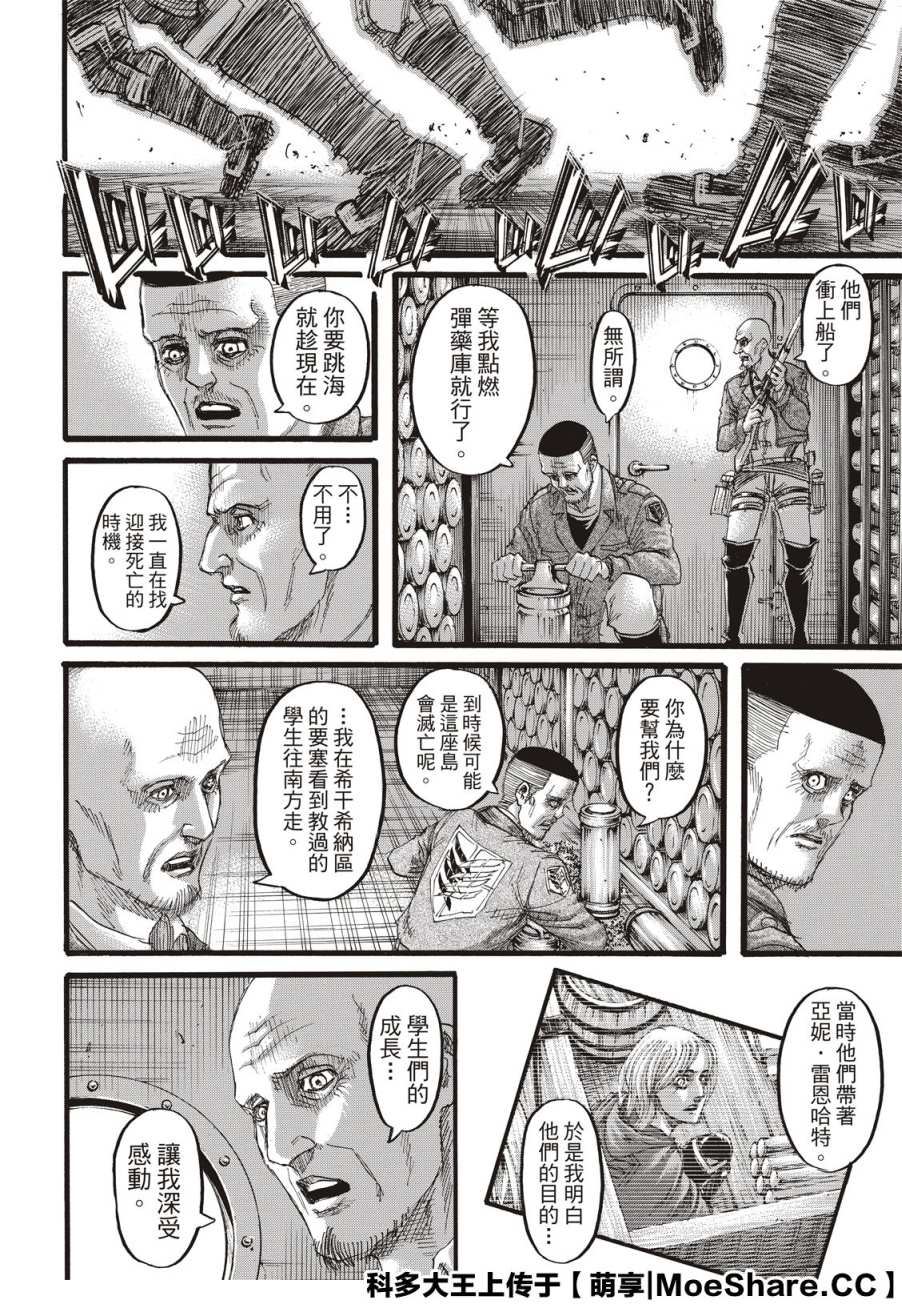 他們
衝上船
了。
無所謂。
等我點燃
彈藥庫就行了。
你要跳海
就趁現在。
不…
不用了。
我一直在找
迎接死亡的
時機。
你為什麼
要幫我們？
到時候可能
是這座島
會滅亡呢。
…我在希干希納區
的要塞看到教過的
學生往南方走。
當時他們帶著
亞妮．雷恩哈特。
於是我明白
他們的目的…
學生們的
成長…
讓我深受
感動。
科多大王上传于【萌享|MoeShare.CC】